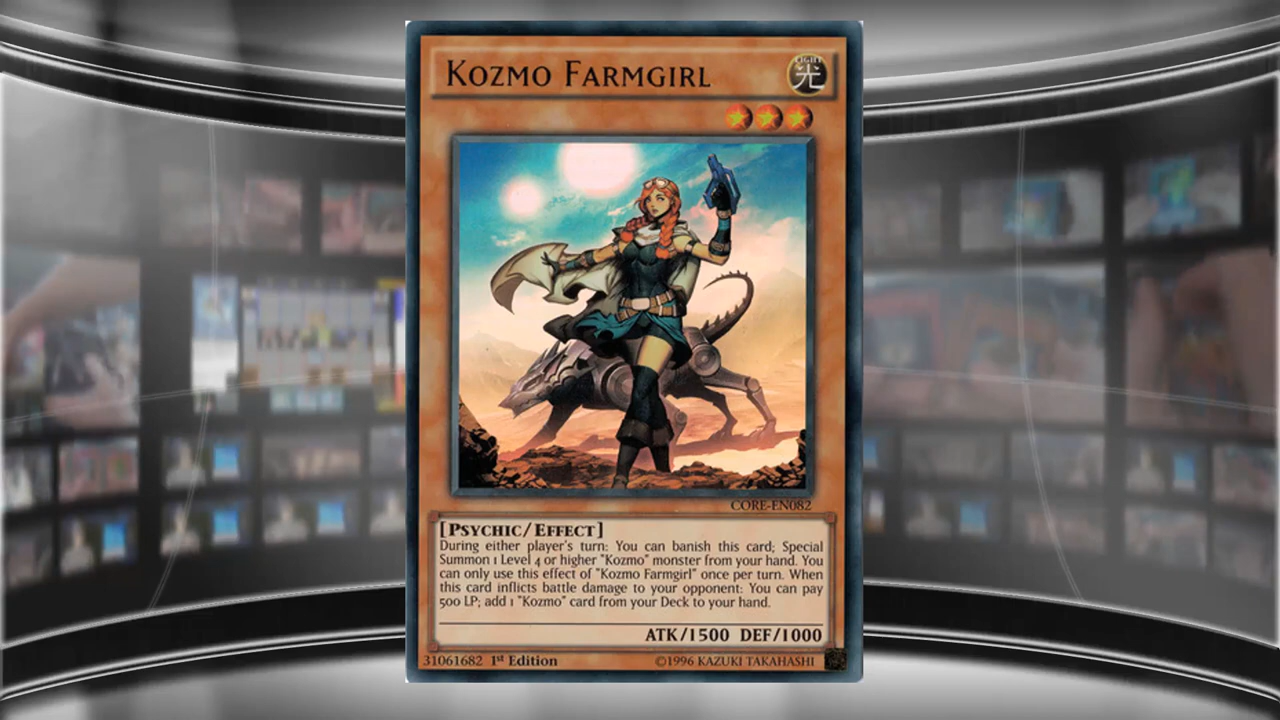 Kozmo Farmgirl
LIGHT
光
CORE-EN082
[Psychic/Effect]
During either player's turn: You can banish this card; Special
Summon 1 Level 4 or higher "Kozmo" monster from your hand. You
can only use this effect of "Kozmo Farmgirl" once per turn. When
this card inflicts battle damage to your opponent: You can pay
500 LP; add 1 "Kozmo" card from your Deck to your hand.
ATK/1500 DEF/1000
31061682 1st Edition
©1996 KAZUKI TAKAHASHI